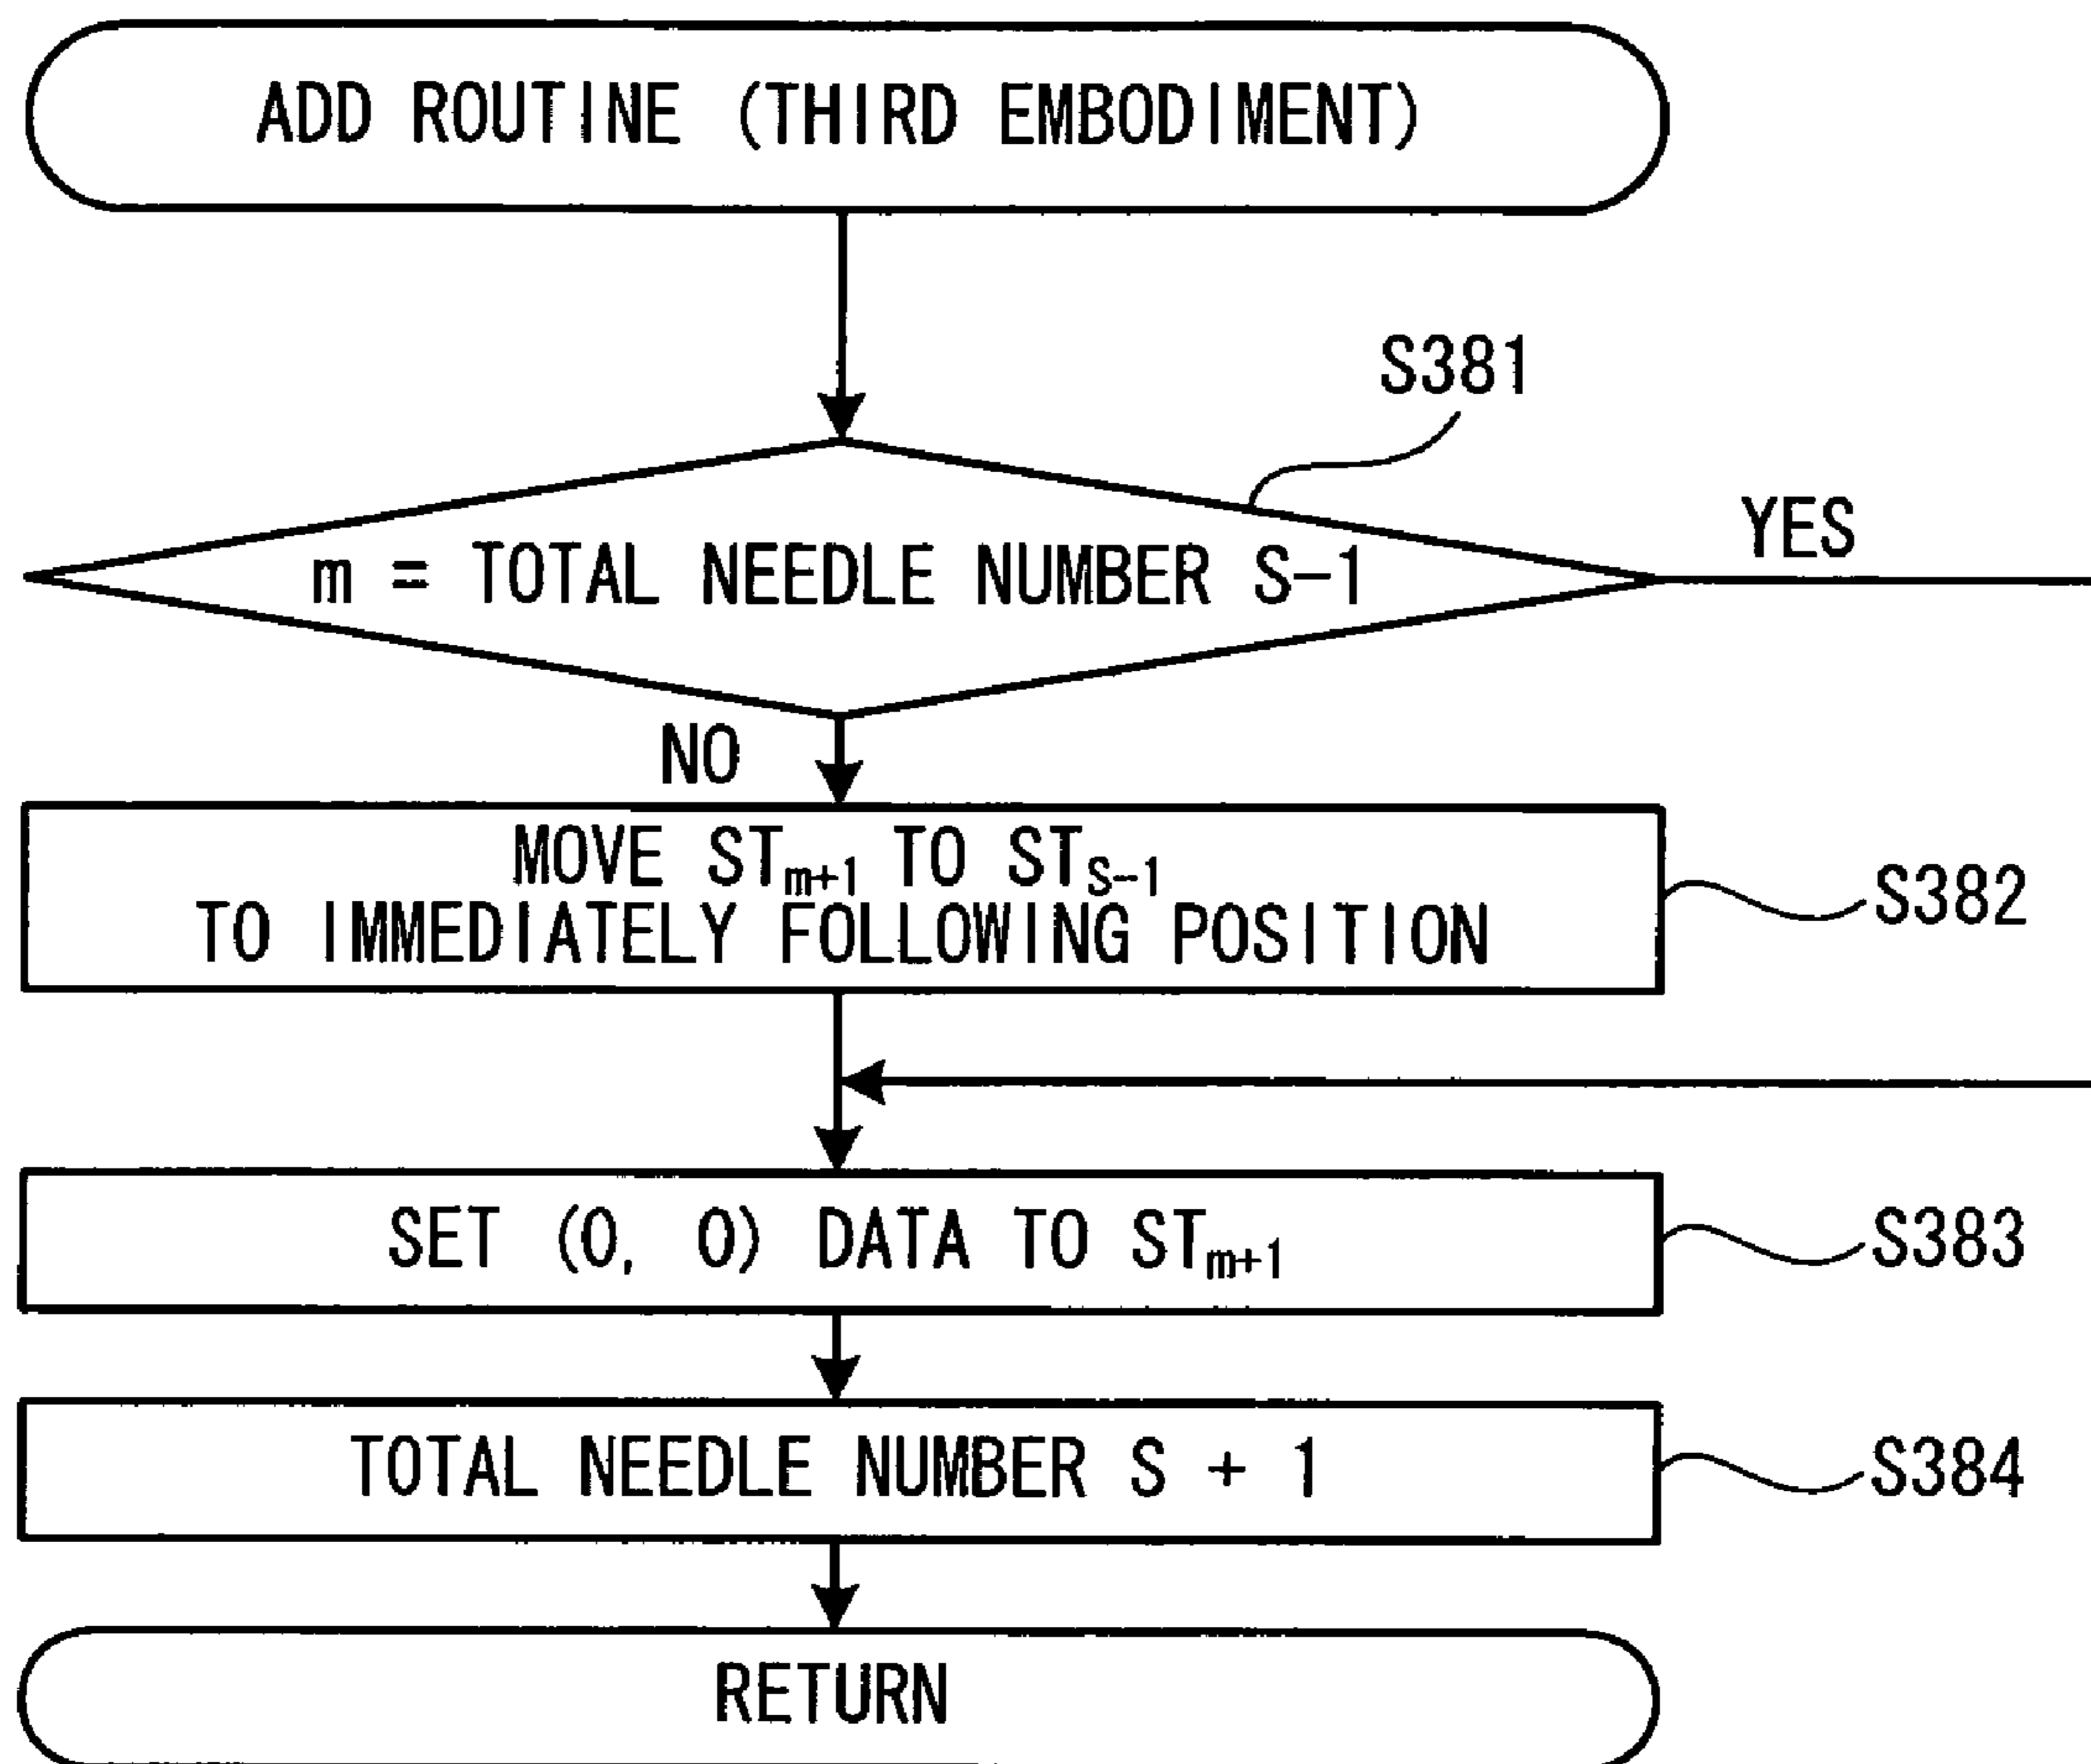 ADD ROUTINE (THIRD EMBODIMENT)
S381
m = TOTAL NEEDLE NUMBER S-1
YES
NO
MOVE STm+1 TO STS-1
TO IMMEDIATELY FOLLOWING POSITION
S382
SET (0, 0) DATA TO STm+1
S383
TOTAL NEEDLE NUMBER S + 1
S384
RETURN